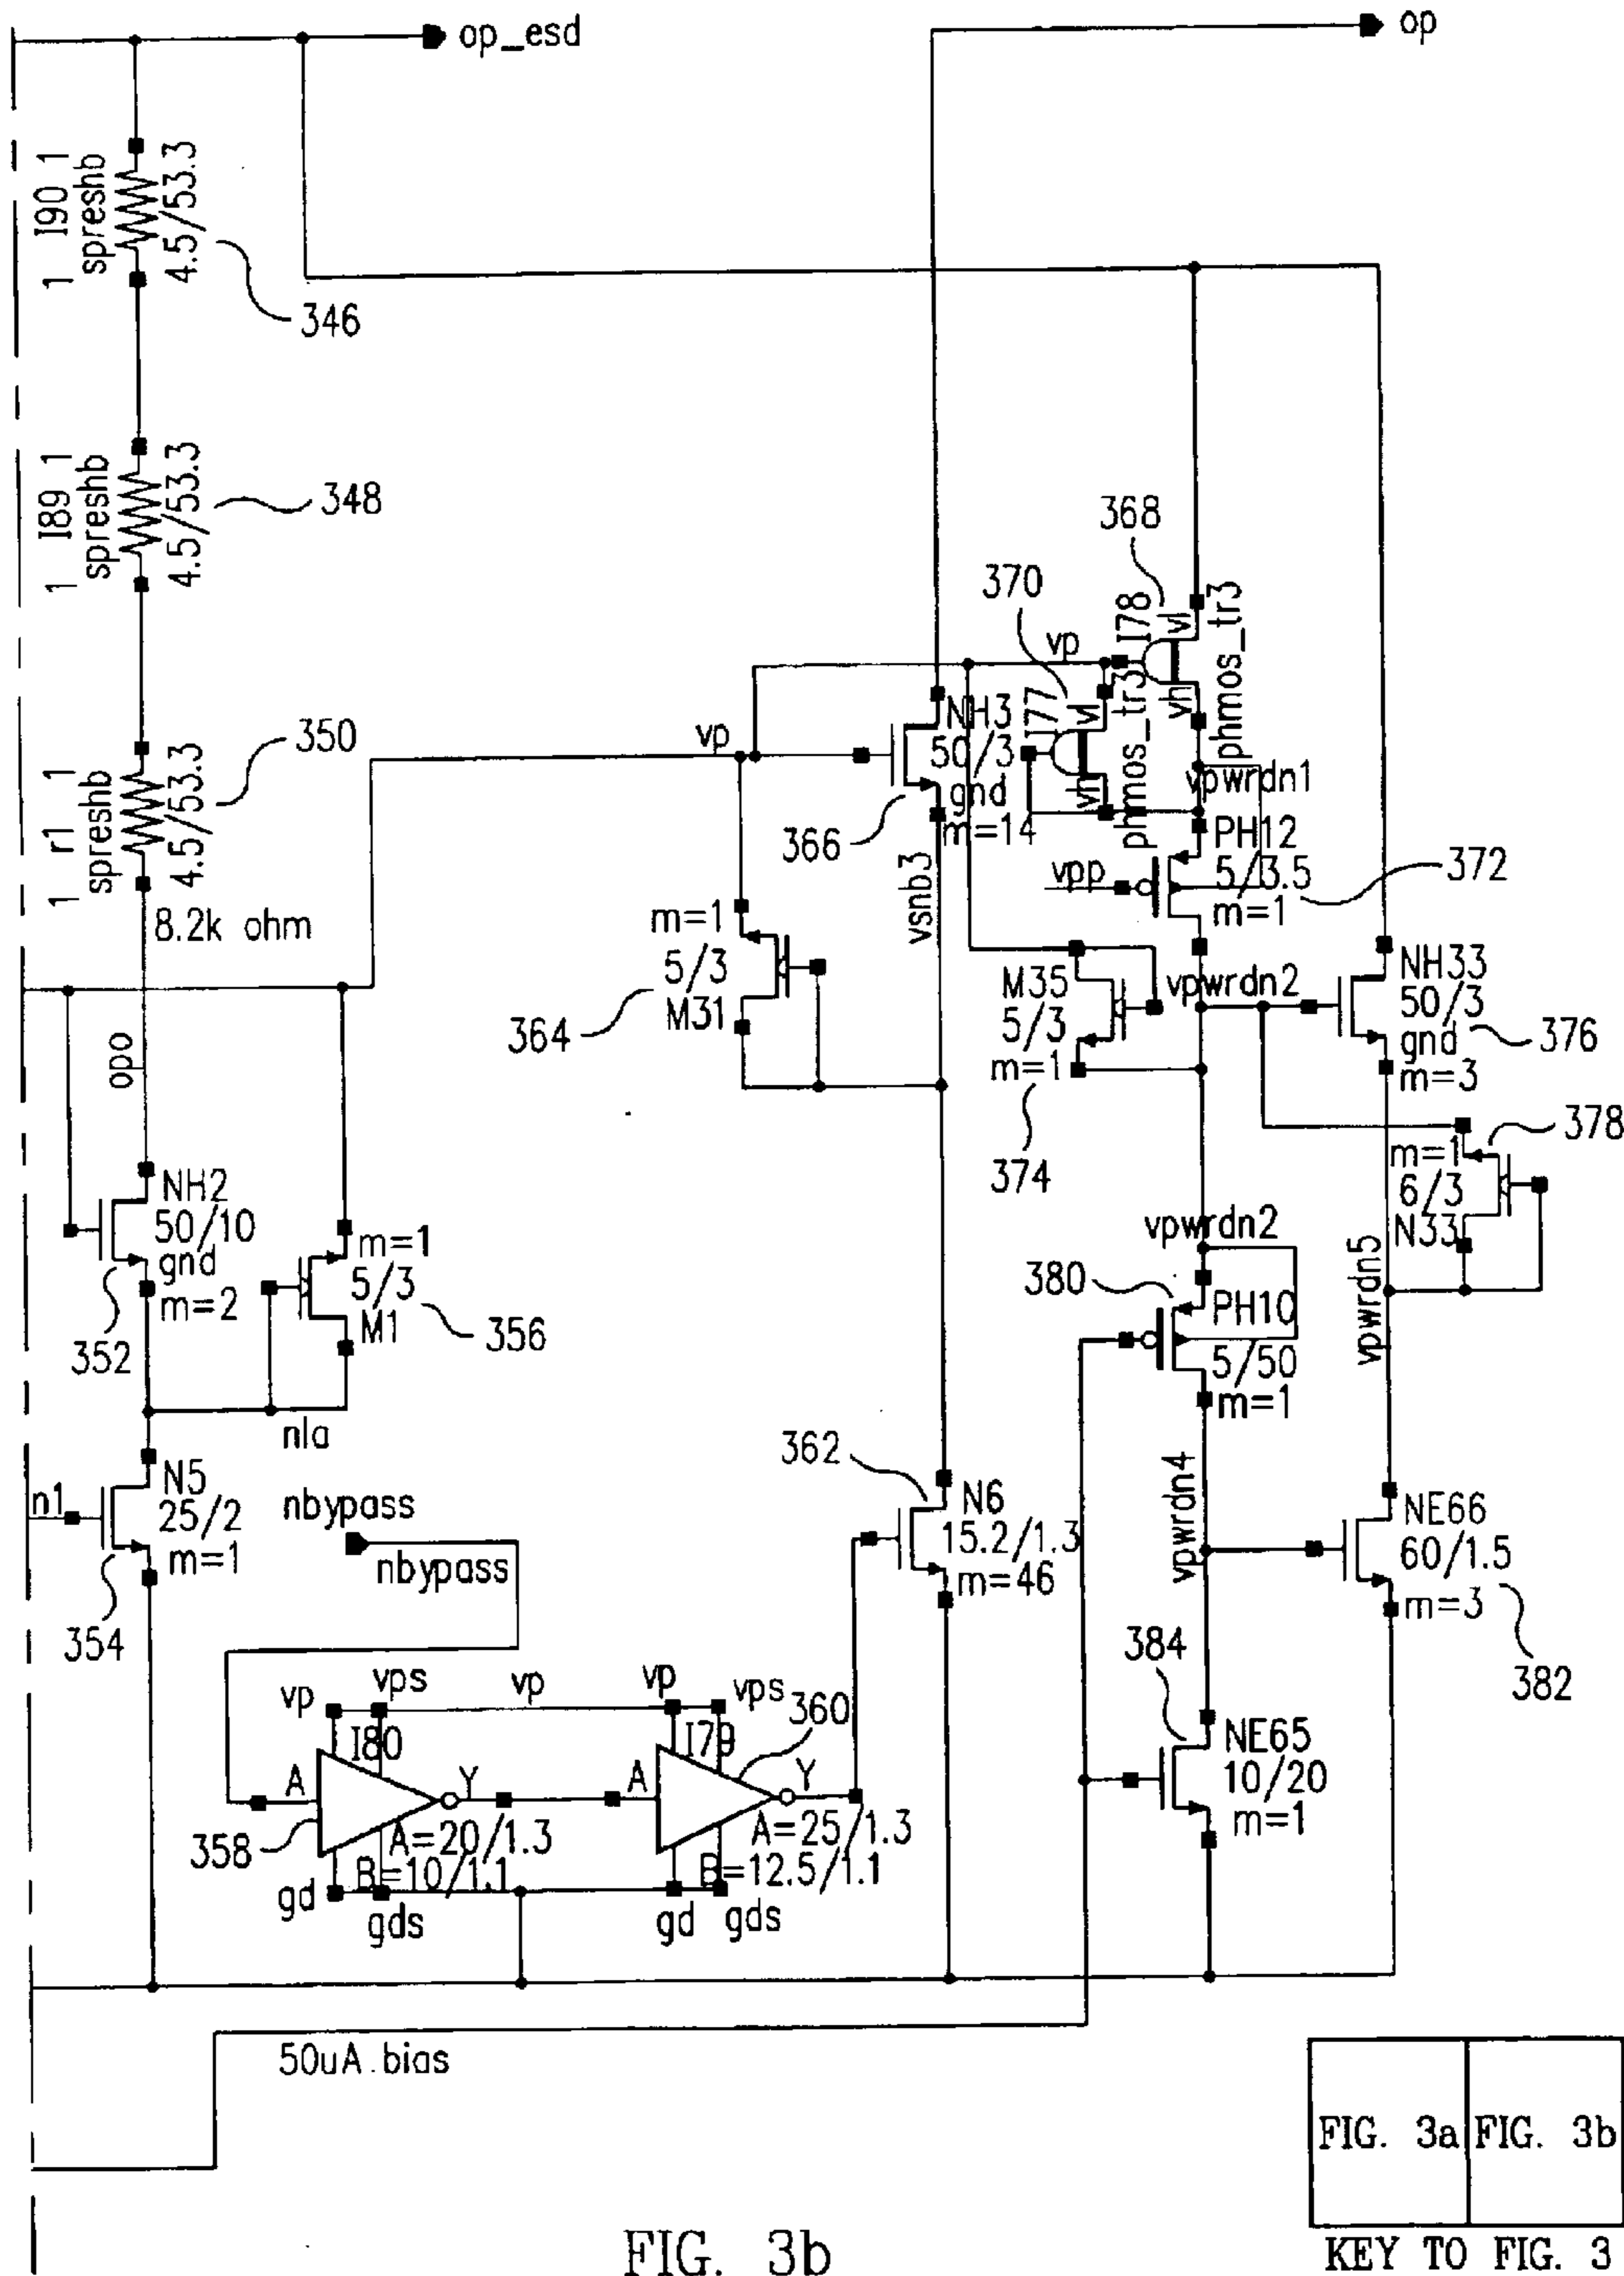 op_esd
op
I90 1
1 spreshb
4.5/53.3
346
I89 1
1 spreshb
4.5/53.3
348
r1 1
1 spreshb
4.5/53.3
350
8.2k ohm
opo
NH2
50/10
gnd
m=2
352
m=1
5/3
M1
356
nla
n1
N5
25/2
m=1
354
nbypass
nbypass
vp
vps
vp
vp
vps
I80
I79
360
A
Y
A
Y
358
A=20/1.3
B=10/1.1
A=25/1.3
B=12.5/1.1
gd
gds
gd
gds
50uA.bias
vp
m=1
5/3
M31
364
NH3
50/3
gnd
m=14
366
vsnb3
362
N6
15.2/1.3
m=46
vp
370
I77
vl
vh
phmos_tr3
368
I78
vl
vh
phmos_tr3
vpwrdn1
PH12
5/3.5
m=1
372
vpp
M35
5/3
m=1
374
vpwrdn2
NH33
50/3
gnd
m=3
376
378
m=1
6/3
N33
vpwrdn2
380
PH10
5/50
m=1
vpwrdn5
vpwrdn4
NE66
60/1.5
m=3
382
384
NE65
10/20
m=1
FIG. 3a
FIG. 3b
KEY TO FIG. 3
FIG. 3b